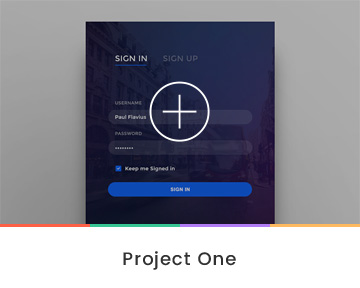 SIGN IN SIGN UP
USERNAME
Paul Flavius
PASSWORD
••••••••
Keep me Signed in
SIGN IN
Project One